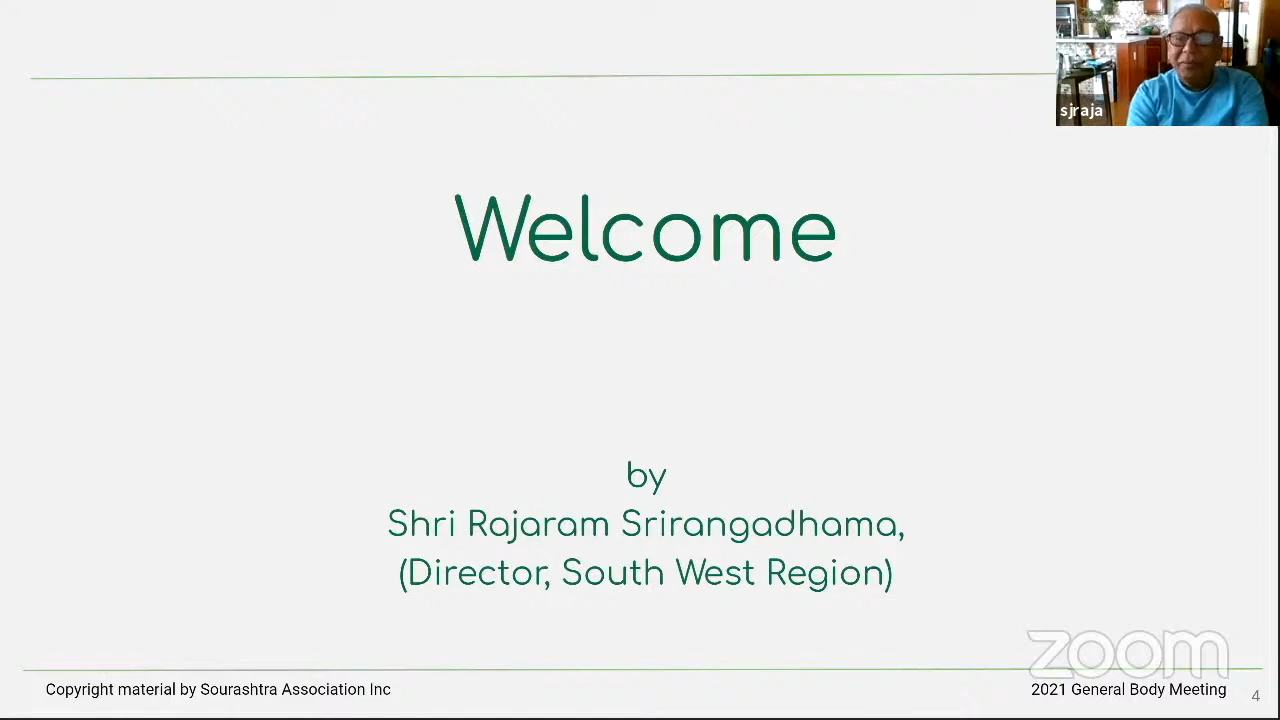 sjraja
Welcome
by
Shri Rajaram Srirangadhama,
(Director, South West Region)
zoom
Copyright material by Sourashtra Association Inc
2021 General Body Meeting
4